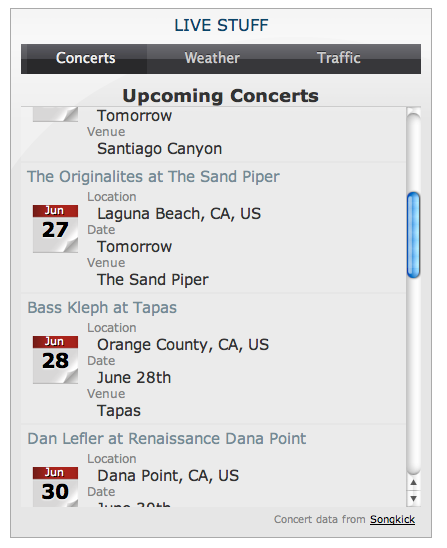 LIVE STUFF
Concerts Weather Traffic
Upcoming Concerts
Tomorrow
Venue
Santiago Canyon
The Originalites at The Sand Piper
Jun
27
Location
Laguna Beach, CA, US
Date
Tomorrow
Venue
The Sand Piper
Bass Kleph at Tapas
Jun
28
Location
Orange County, CA, US
Date
June 28th
Venue
Tapas
Dan Lefler at Renaissance Dana Point
Jun
30
Location
Dana Point, CA, US
Date
June 30th
Concert data from Songkick